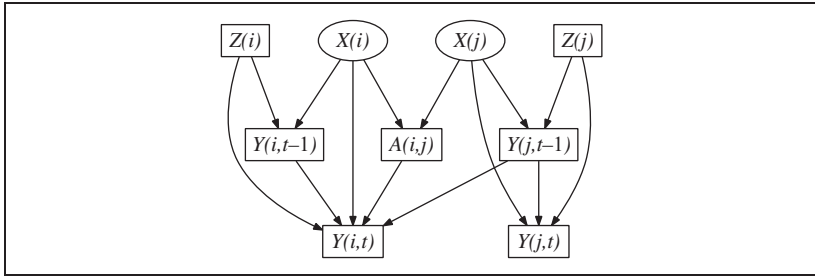 Z(i) X(i) X(j) Z(j)
Y(i,t–1) A(i,j) Y(j,t–1)
Y(i,t) Y(j,t)